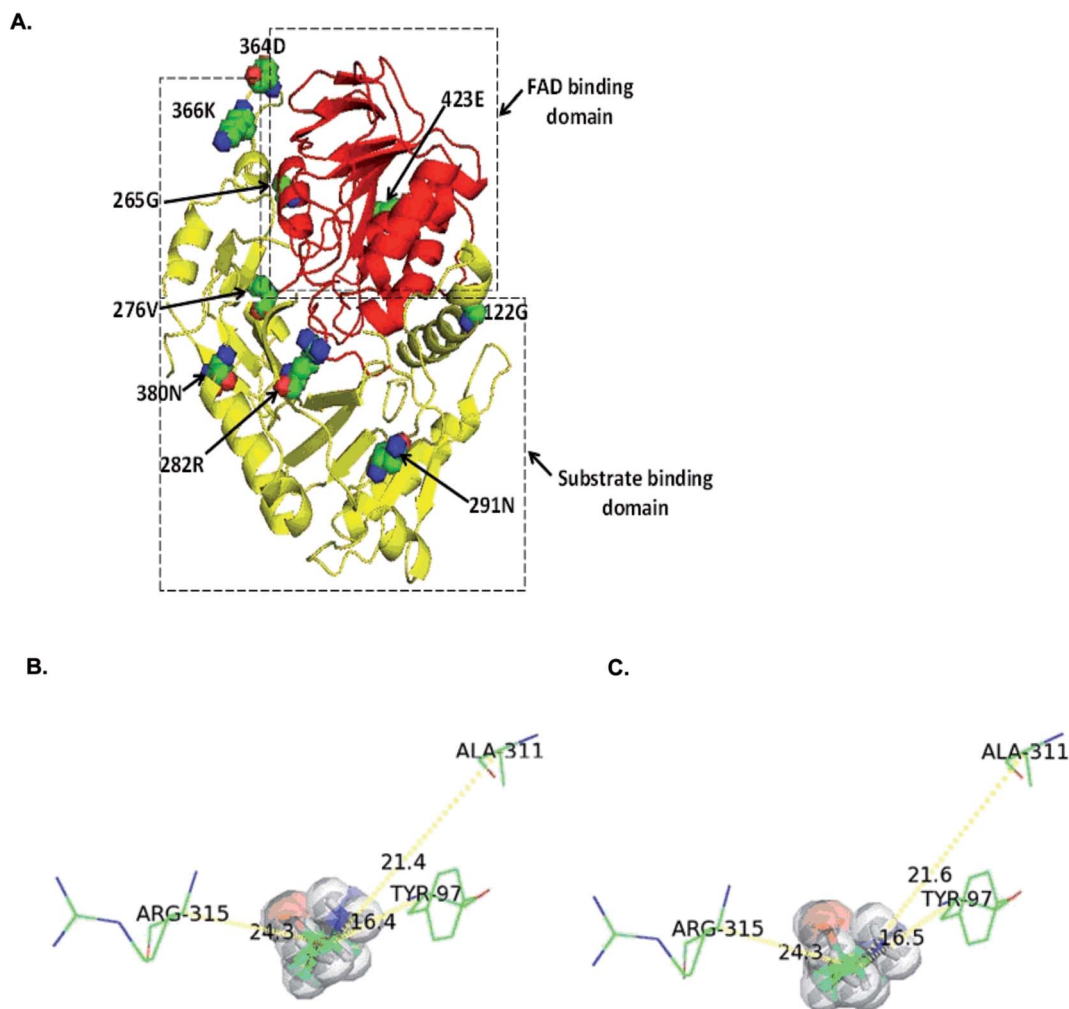 A.
364D
366K
423E
FAD binding
domain
265G
276V
122G
380N
282R
291N
Substrate binding
domain
B.
ALA-311
21.4
TYR-97
ARG-315
24.3
16.4
C.
ALA-311
21.6
TYR-97
ARG-315
24.3
16.5